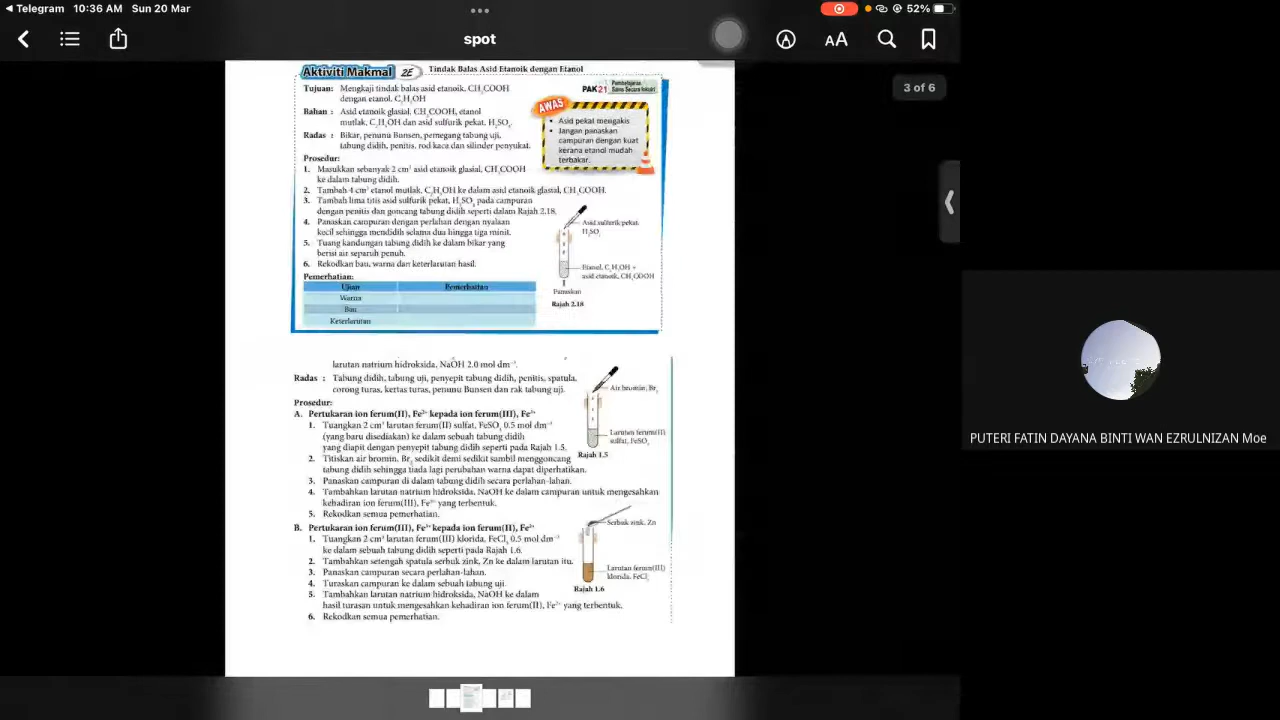 Telegram 10:36 AM Sun 20 Mar
52%
spot
AA
3 of 6
Aktiviti Makmal 2E Tindak Balas Asid Etanoik dengan Etanol
PAK21 Pembelajaran
Tujuan: Mengkaji tindak balas asid etanoik, CH₃COOH
dengan etanol, C₂H₅OH
Bahan : Asid etanoik glasial, CH₃COOH, etanol
mutlak, C₂H₅OH dan asid sulfurik pekat, H₂SO₄.
Radas : Bikar, penunu Bunsen, pemegang tabung uji,
tabung didih, penitis, rod kaca dan silinder penyukat.
AWAS
• Asid pekat mengakis
• Jangan panaskan
campuran dengan kuat
kerana etanol mudah
terbakar.
Prosedur:
1. Masukkan sebanyak 2 cm³ asid etanoik glasial, CH₃COOH
ke dalam tabung didih.
2. Tambah 4 cm³ etanol mutlak, C₂H₅OH ke dalam asid etanoik glasial, CH₃COOH.
3. Tambah lima titis asid sulfurik pekat, H₂SO₄ pada campuran
dengan penitis dan goncang tabung didih seperti dalam Rajah 2.18.
4. Panaskan campuran dengan perlahan dengan nyalaan
kecil sehingga mendidih selama dua hingga tiga minit.
5. Tuang kandungan tabung didih ke dalam bikar yang
berisi air separuh penuh.
6. Rekodkan bau, warna dan keterlarutan hasil.
Asid sulfurik pekat,
H₂SO₄
Etanol, C₂H₅OH +
asid etanoik, CH₃COOH
Panaskan
Rajah 2.18
Pemerhatian:
Ujian Pemerhatian
Warna
Bau
Keterlarutan
larutan natrium hidroksida, NaOH 2.0 mol dm⁻³.
Radas : Tabung didih, tabung uji, penyepit tabung didih, penitis, spatula,
corong turas, kertas turas, penunu Bunsen dan rak tabung uji.
Prosedur:
A. Pertukaran ion ferum(II), Fe²⁺ kepada ion ferum(III), Fe³⁺
1. Tuangkan 2 cm³ larutan ferum(II) sulfat, FeSO₄ 0.5 mol dm⁻³
(yang baru disediakan) ke dalam sebuah tabung didih
yang diapit dengan penyepit tabung didih seperti pada Rajah 1.5.
2. Titiskan air bromin, Br₂ sedikit demi sedikit sambil menggoncang
tabung didih sehingga tiada lagi perubahan warna dapat diperhatikan.
3. Panaskan campuran di dalam tabung didih secara perlahan-lahan.
4. Tambahkan larutan natrium hidroksida, NaOH ke dalam campuran untuk mengesahkan
kehadiran ion ferum(III), Fe³⁺ yang terbentuk.
5. Rekodkan semua pemerhatian.
Air bromin, Br₂
Larutan ferum(II)
sulfat, FeSO₄
Rajah 1.5
B. Pertukaran ion ferum(III), Fe³⁺ kepada ion ferum(II), Fe²⁺
1. Tuangkan 2 cm³ larutan ferum(III) klorida, FeCl₃ 0.5 mol dm⁻³
ke dalam sebuah tabung didih seperti pada Rajah 1.6.
2. Tambahkan setengah spatula serbuk zink, Zn ke dalam larutan itu.
3. Panaskan campuran secara perlahan-lahan.
4. Turaskan campuran ke dalam sebuah tabung uji.
5. Tambahkan larutan natrium hidroksida, NaOH ke dalam
hasil turasan untuk mengesahkan kehadiran ion ferum(II), Fe²⁺ yang terbentuk.
6. Rekodkan semua pemerhatian.
Serbuk zink, Zn
Larutan ferum(III)
klorida, FeCl₃
Rajah 1.6
PUTERI FATIN DAYANA BINTI WAN EZRULNIZAN Moe